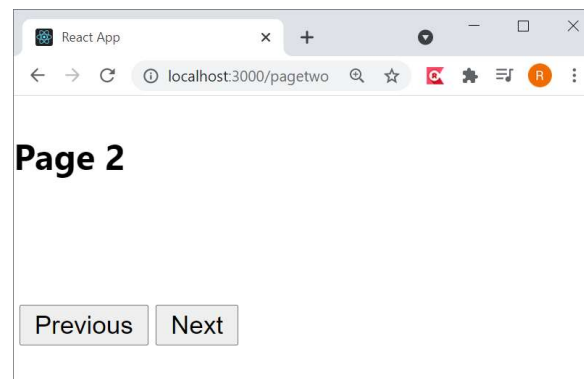 React App
localhost:3000/pagetwo
R
Page 2
Previous Next